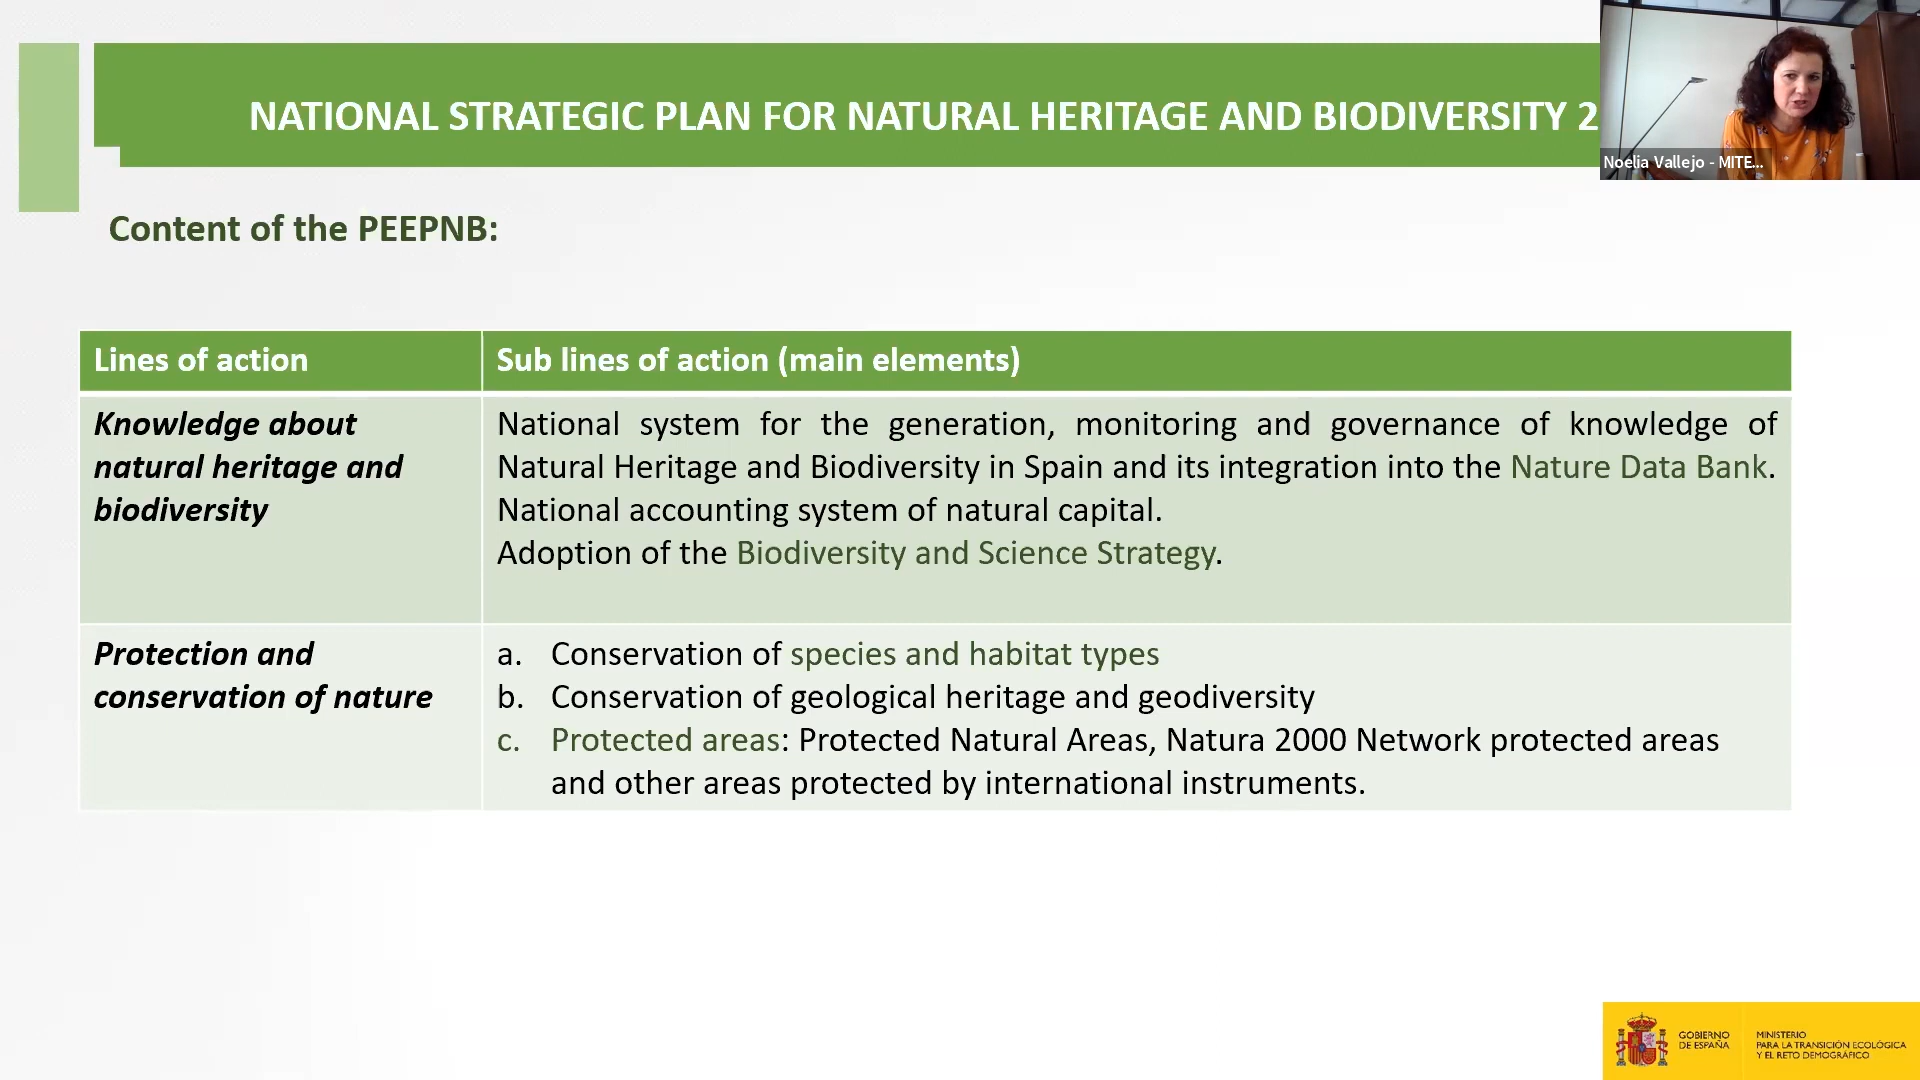 NATIONAL STRATEGIC PLAN FOR NATURAL HERITAGE AND BIODIVERSITY 2
Noelia Vallejo - MITE...
Content of the PEEPNB:
Lines of action
Sub lines of action (main elements)
Knowledge about
natural heritage and
biodiversity
National system for the generation, monitoring and governance of knowledge of
Natural Heritage and Biodiversity in Spain and its integration into the Nature Data Bank.
National accounting system of natural capital.
Adoption of the Biodiversity and Science Strategy.
Protection and
conservation of nature
a. Conservation of species and habitat types
b. Conservation of geological heritage and geodiversity
c. Protected areas: Protected Natural Areas, Natura 2000 Network protected areas
and other areas protected by international instruments.
GOBIERNO
DE ESPAÑA
MINISTERIO
PARA LA TRANSICIÓN ECOLÓGICA
Y EL RETO DEMOGRÁFICO